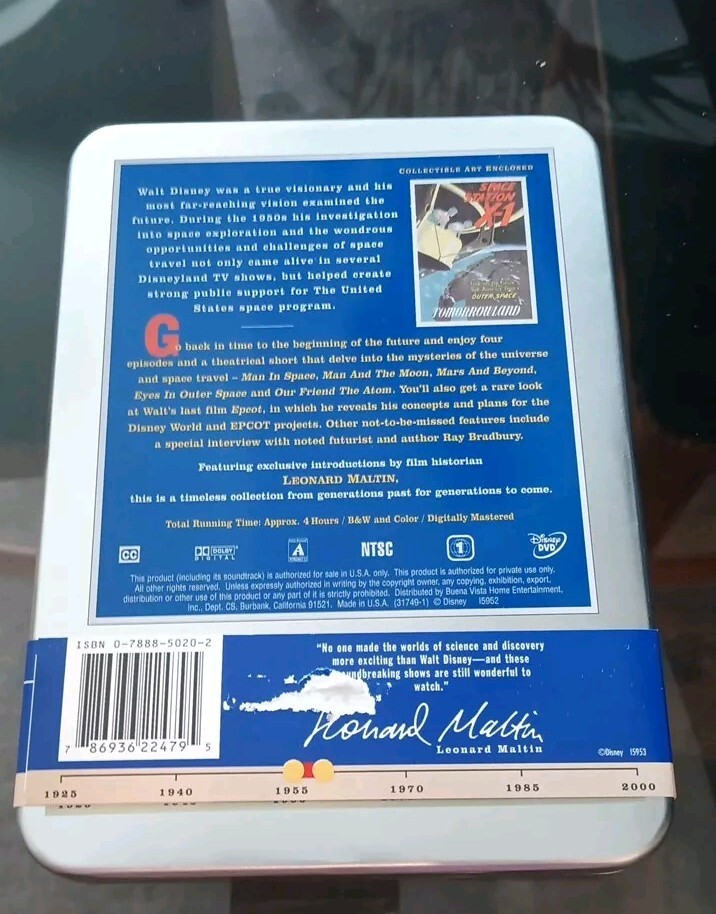 COLLECTIBLE ART ENCLOSED
Walt Disney was a true visionary and his
most far-reaching vision examined the
future. During the 1950s his investigation
into space exploration and the wondrous
opportunities and challenges of space
travel not only came alive in several
Disneyland TV shows, but helped create
strong public support for The United
States space program.
SPACE
STATION
X-1
OUTER SPACE
TOMORROWLAND
Go back in time to the beginning of the future and enjoy four
episodes and a theatrical short that delve into the mysteries of the universe
and space travel – Man In Space, Man And The Moon, Mars And Beyond,
Eyes In Outer Space and Our Friend The Atom. You'll also get a rare look
at Walt's last film Epcot, in which he reveals his concepts and plans for the
Disney World and EPCOT projects. Other not-to-be-missed features include
a special interview with noted futurist and author Ray Bradbury.
Featuring exclusive introductions by film historian
LEONARD MALTIN,
this is a timeless collection from generations past for generations to come.
Total Running Time: Approx. 4 Hours / B&W and Color / Digitally Mastered
CC
DOLBY
DIGITAL
A
NTSC
1
Disney
DVD
This product (including its soundtrack) is authorized for sale in U.S.A. only. This product is authorized for private use only.
All other rights reserved. Unless expressly authorized in writing by the copyright owner, any copying, exhibition, export,
distribution or other use of this product or any part of it is strictly prohibited. Distributed by Buena Vista Home Entertainment,
Inc., Dept. CS, Burbank, California 91521. Made in U.S.A. (31749-1) © Disney 15952
ISBN 0-7888-5020-2
7 86936 22479 5
"No one made the worlds of science and discovery
more exciting than Walt Disney—and these
undbreaking shows are still wonderful to
watch."
Leonard Maltin
Leonard Maltin
©Disney 15953
1925 1940 1955 1970 1985 2000